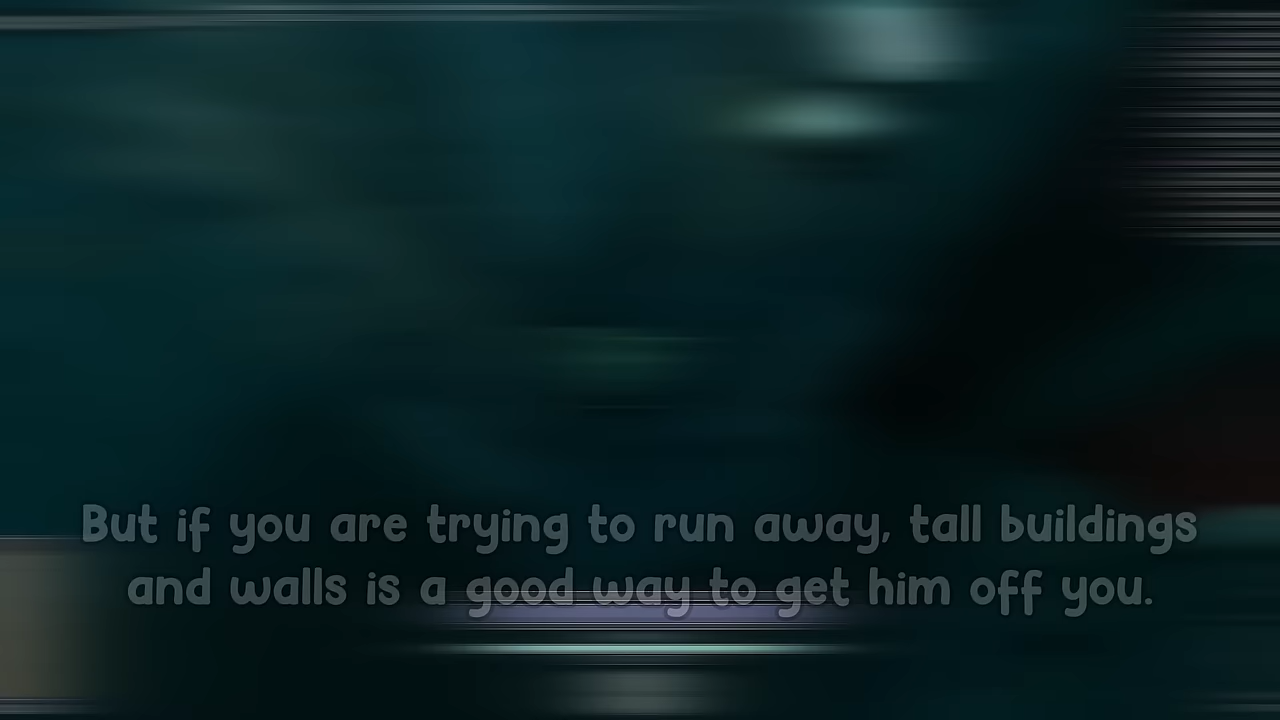 But if you are trying to run away, tall buildings
and walls is a good way to get him off you.